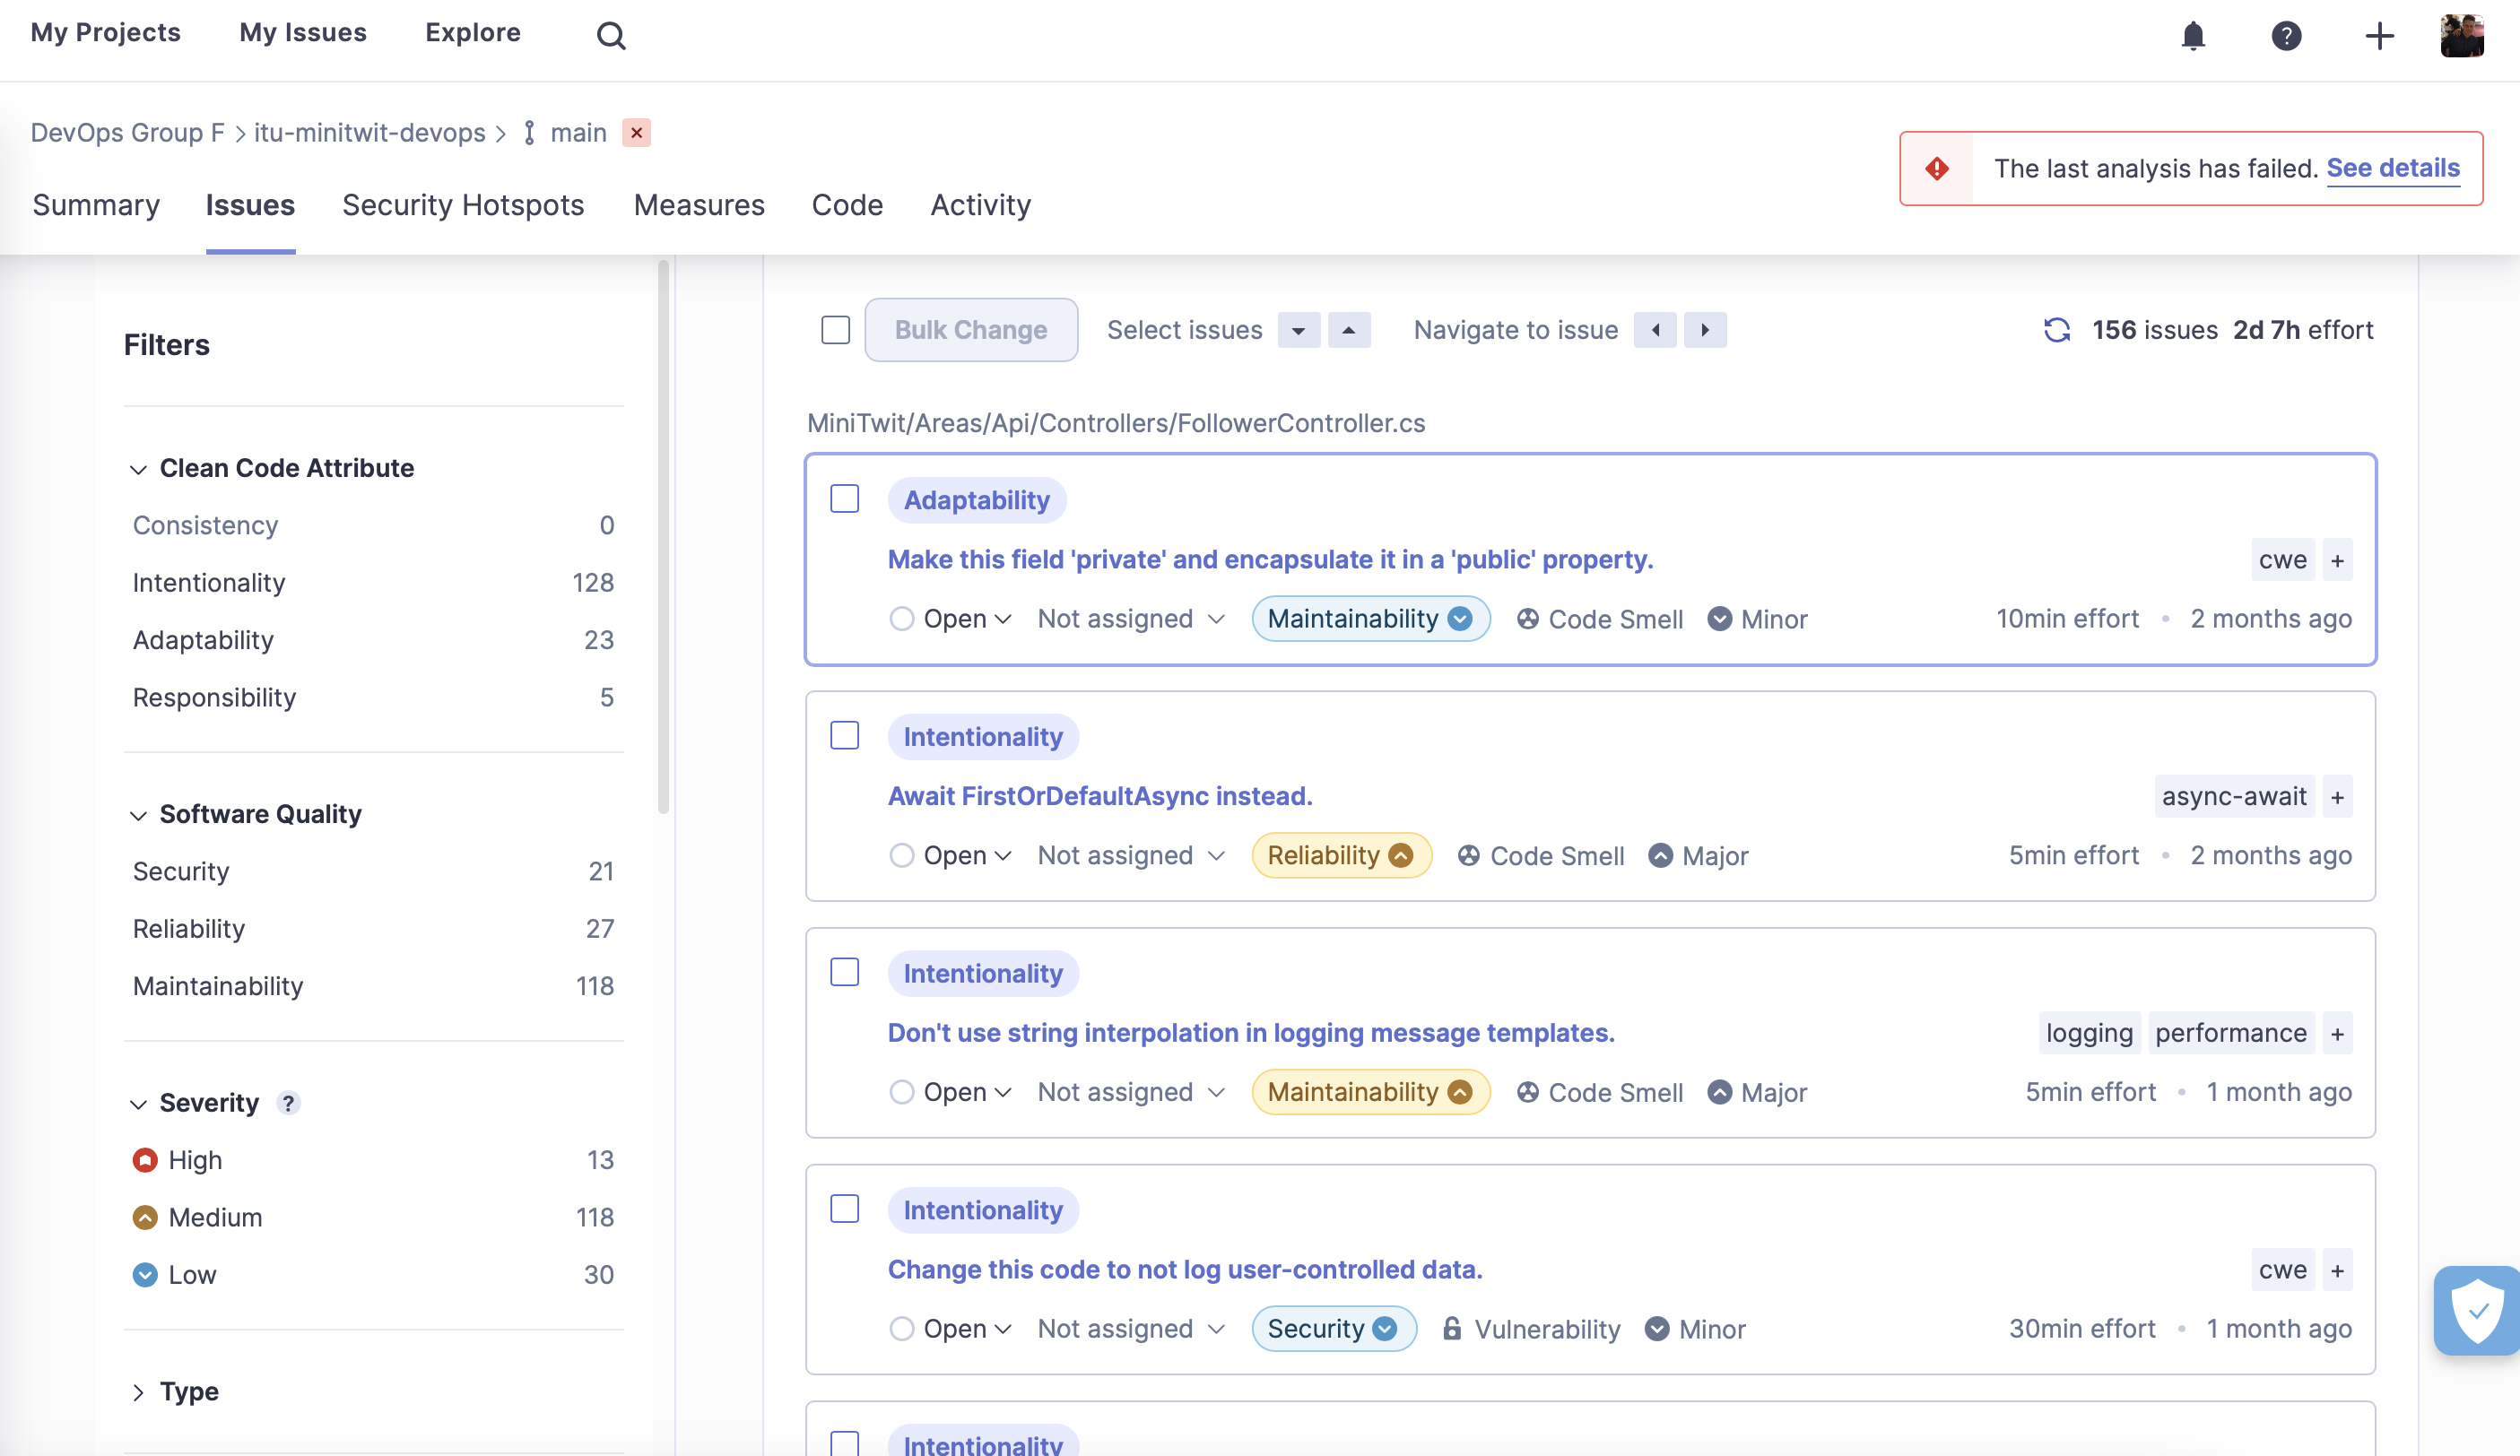 My Projects My Issues Explore
DevOps Group F > itu-minitwit-devops > main
The last analysis has failed. See details
Summary Issues Security Hotspots Measures Code Activity
Filters
Clean Code Attribute
Consistency 0
Intentionality 128
Adaptability 23
Responsibility 5
Software Quality
Security 21
Reliability 27
Maintainability 118
Severity ?
High 13
Medium 118
Low 30
Type
Bulk Change Select issues Navigate to issue 156 issues 2d 7h effort
MiniTwit/Areas/Api/Controllers/FollowerController.cs
Adaptability
Make this field 'private' and encapsulate it in a 'public' property. cwe +
Open Not assigned Maintainability Code Smell Minor 10min effort • 2 months ago
Intentionality
Await FirstOrDefaultAsync instead. async-await +
Open Not assigned Reliability Code Smell Major 5min effort • 2 months ago
Intentionality
Don't use string interpolation in logging message templates. logging performance +
Open Not assigned Maintainability Code Smell Major 5min effort • 1 month ago
Intentionality
Change this code to not log user-controlled data. cwe +
Open Not assigned Security Vulnerability Minor 30min effort • 1 month ago
Intentionality